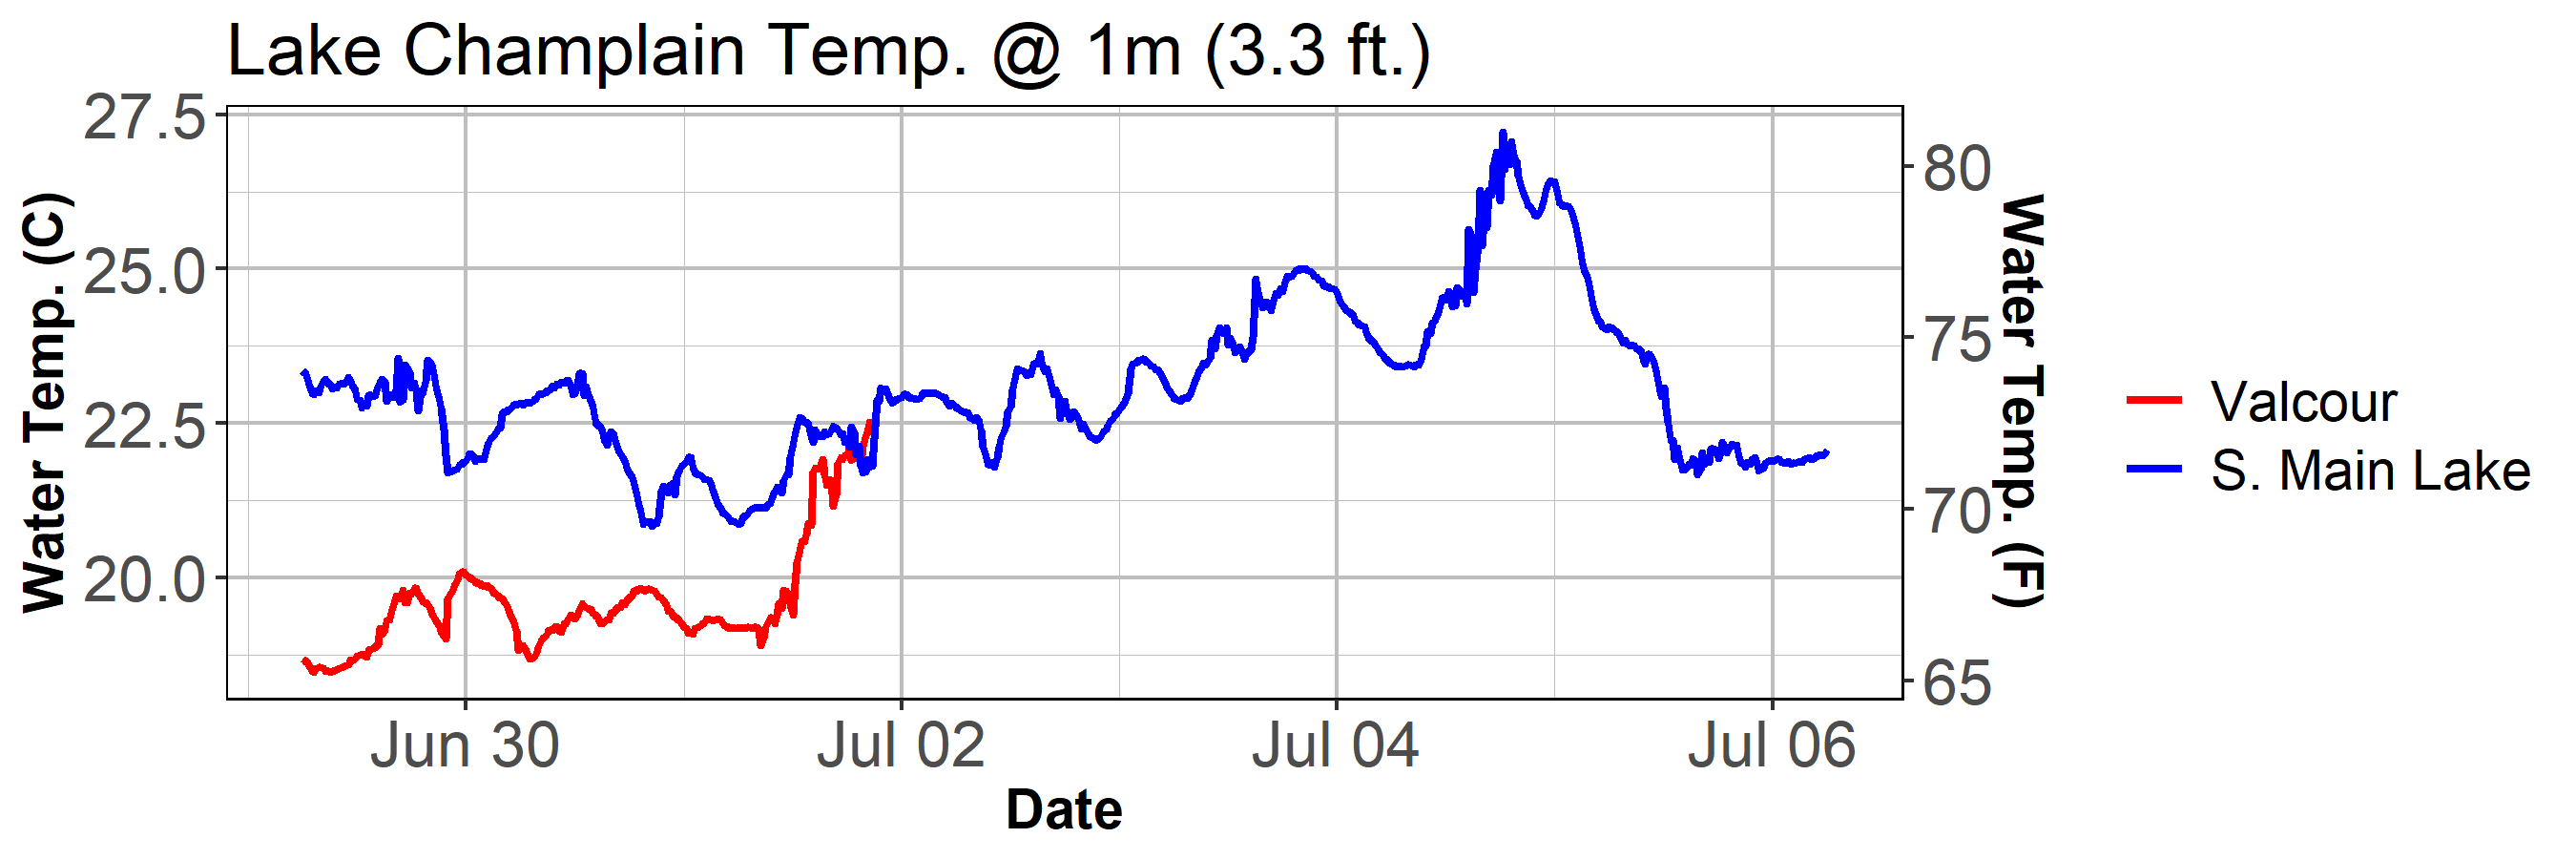 Lake Champlain Temp. @ 1m (3.3 ft.)
27.5
25.0
22.5
20.0
Water Temp. (C)
80
75
70
65
Water Temp. (F)
Jun 30
Jul 02
Jul 04
Jul 06
Date
Valcour
S. Main Lake